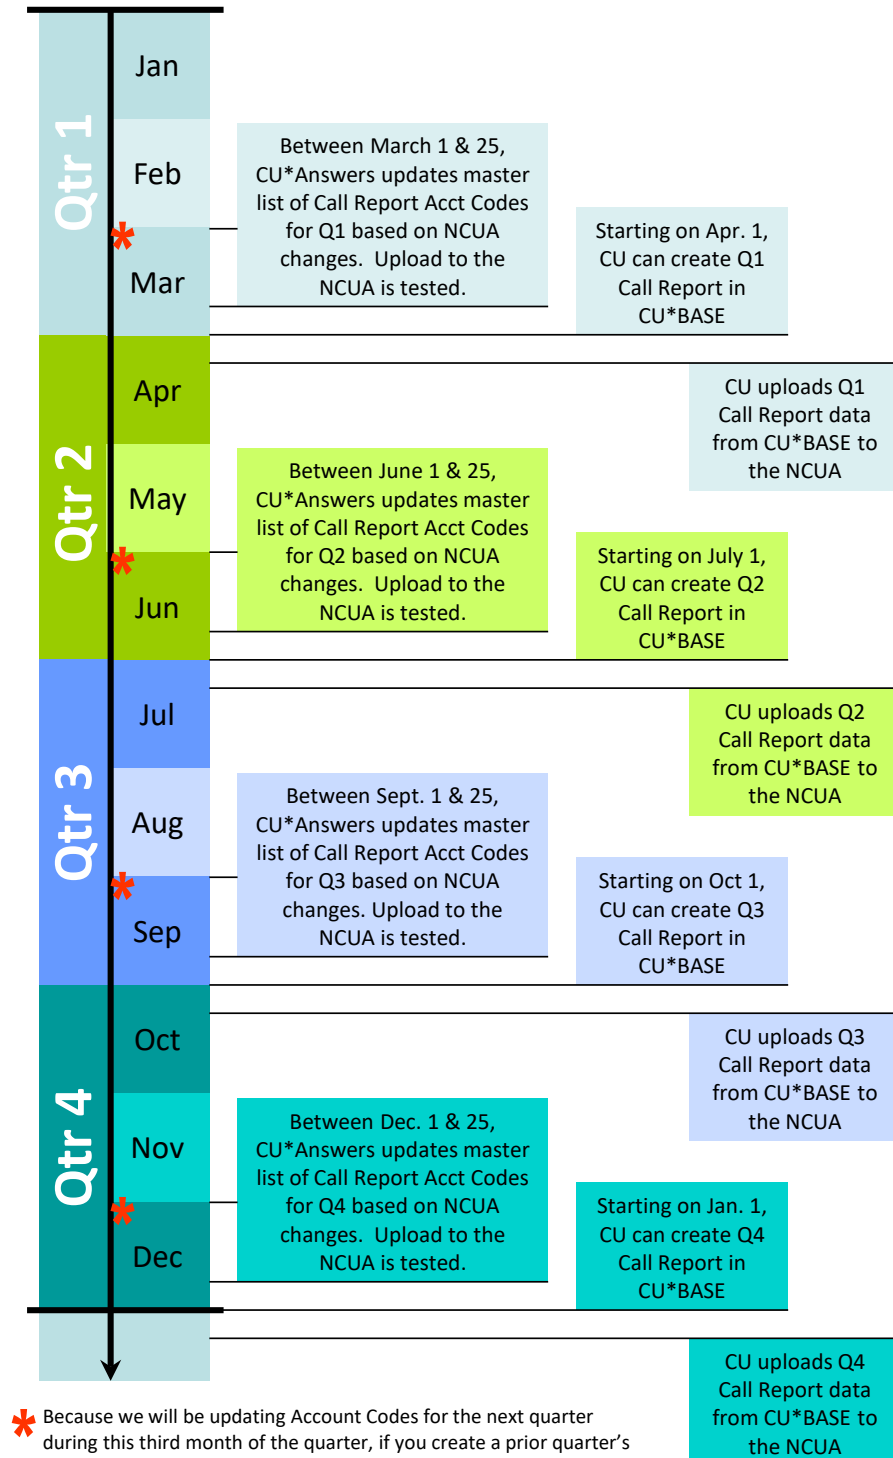 Qtr 1
Jan
Feb
Mar
Between March 1 & 25,
CU*Answers updates master
list of Call Report Acct Codes
for Q1 based on NCUA
changes.  Upload to the
NCUA is tested.
Starting on Apr. 1,
CU can create Q1
Call Report in
CU*BASE
CU uploads Q1
Call Report data
from CU*BASE to
the NCUA
Qtr 2
Apr
May
Jun
Between June 1 & 25,
CU*Answers updates master
list of Call Report Acct Codes
for Q2 based on NCUA
changes.  Upload to the
NCUA is tested.
Starting on July 1,
CU can create Q2
Call Report in
CU*BASE
CU uploads Q2
Call Report data
from CU*BASE to
the NCUA
Qtr 3
Jul
Aug
Sep
Between Sept. 1 & 25,
CU*Answers updates master
list of Call Report Acct Codes
for Q3 based on NCUA
changes. Upload to the
NCUA is tested.
Starting on Oct 1,
CU can create Q3
Call Report in
CU*BASE
CU uploads Q3
Call Report data
from CU*BASE to
the NCUA
Qtr 4
Oct
Nov
Dec
Between Dec. 1 & 25,
CU*Answers updates master
list of Call Report Acct Codes
for Q4 based on NCUA
changes.  Upload to the
NCUA is tested.
Starting on Jan. 1,
CU can create Q4
Call Report in
CU*BASE
CU uploads Q4
Call Report data
from CU*BASE to
the NCUA
* Because we will be updating Account Codes for the next quarter
during this third month of the quarter, if you create a prior quarter's